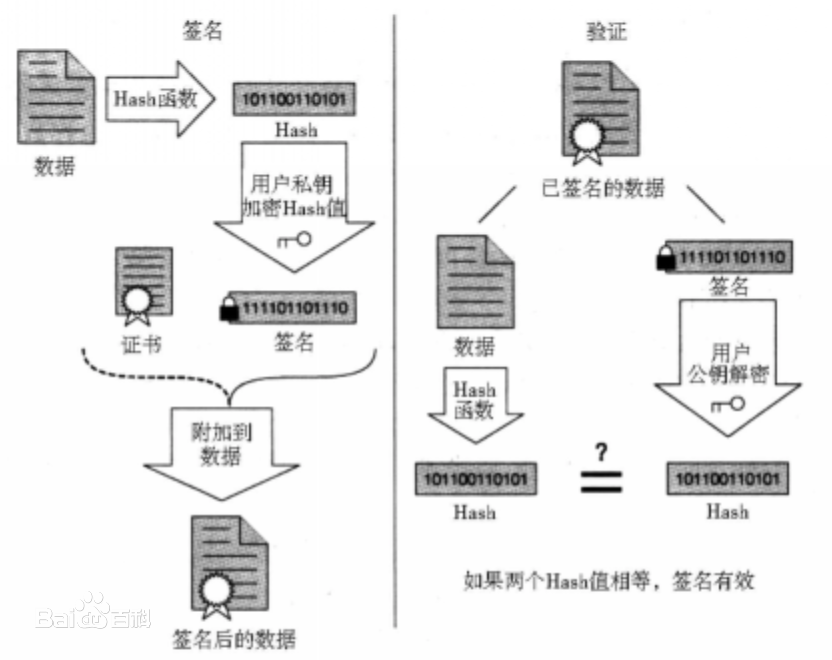 签名
Hash函数
101100110101
Hash
数据
用户私钥
加密Hash值
证书
111101101110
签名
附加到
数据
签名后的数据
Baidu百科
验证
已签名的数据
数据
111101101110
签名
Hash
函数
用户
公钥解密
101100110101
Hash
?
=
101100110101
Hash
如果两个Hash值相等，签名有效